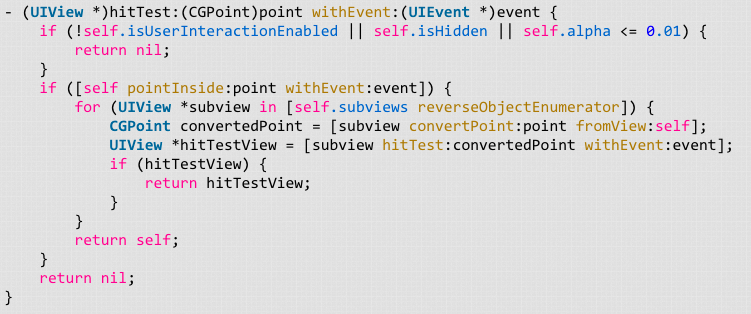 - (UIView *)hitTest:(CGPoint)point withEvent:(UIEvent *)event {
    if (!self.isUserInteractionEnabled || self.isHidden || self.alpha <= 0.01) {
        return nil;
    }
    if ([self pointInside:point withEvent:event]) {
        for (UIView *subview in [self.subviews reverseObjectEnumerator]) {
            CGPoint convertedPoint = [subview convertPoint:point fromView:self];
            UIView *hitTestView = [subview hitTest:convertedPoint withEvent:event];
            if (hitTestView) {
                return hitTestView;
            }
        }
        return self;
    }
    return nil;
}